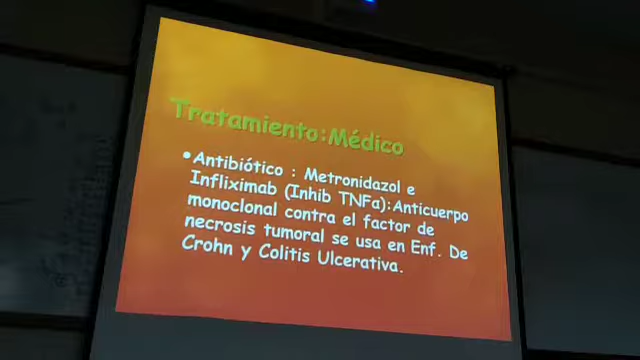 Tratamiento:Médico
•Antibiótico : Metronidazol e
Infliximab (Inhib TNFα):Anticuerpo
monoclonal contra el factor de
necrosis tumoral se usa en Enf. De
Crohn y Colitis Ulcerativa.